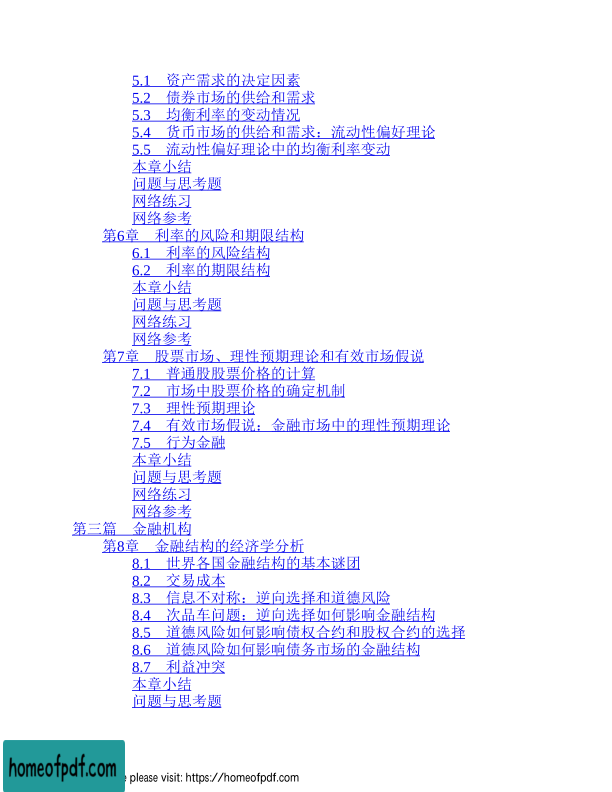 5.1 资产需求的决定因素
5.2 债券市场的供给和需求
5.3 均衡利率的变动情况
5.4 货币市场的供给和需求：流动性偏好理论
5.5 流动性偏好理论中的均衡利率变动
本章小结
问题与思考题
网络练习
网络参考
第6章 利率的风险和期限结构
6.1 利率的风险结构
6.2 利率的期限结构
本章小结
问题与思考题
网络练习
网络参考
第7章 股票市场、理性预期理论和有效市场假说
7.1 普通股股票价格的计算
7.2 市场中股票价格的确定机制
7.3 理性预期理论
7.4 有效市场假说：金融市场中的理性预期理论
7.5 行为金融
本章小结
问题与思考题
网络练习
网络参考
第三篇 金融机构
第8章 金融结构的经济学分析
8.1 世界各国金融结构的基本谜团
8.2 交易成本
8.3 信息不对称：逆向选择和道德风险
8.4 次品车问题：逆向选择如何影响金融结构
8.5 道德风险如何影响债权合约和股权合约的选择
8.6 道德风险如何影响债务市场的金融结构
8.7 利益冲突
本章小结
问题与思考题
homeofpdf.com
please visit: https://homeofpdf.com